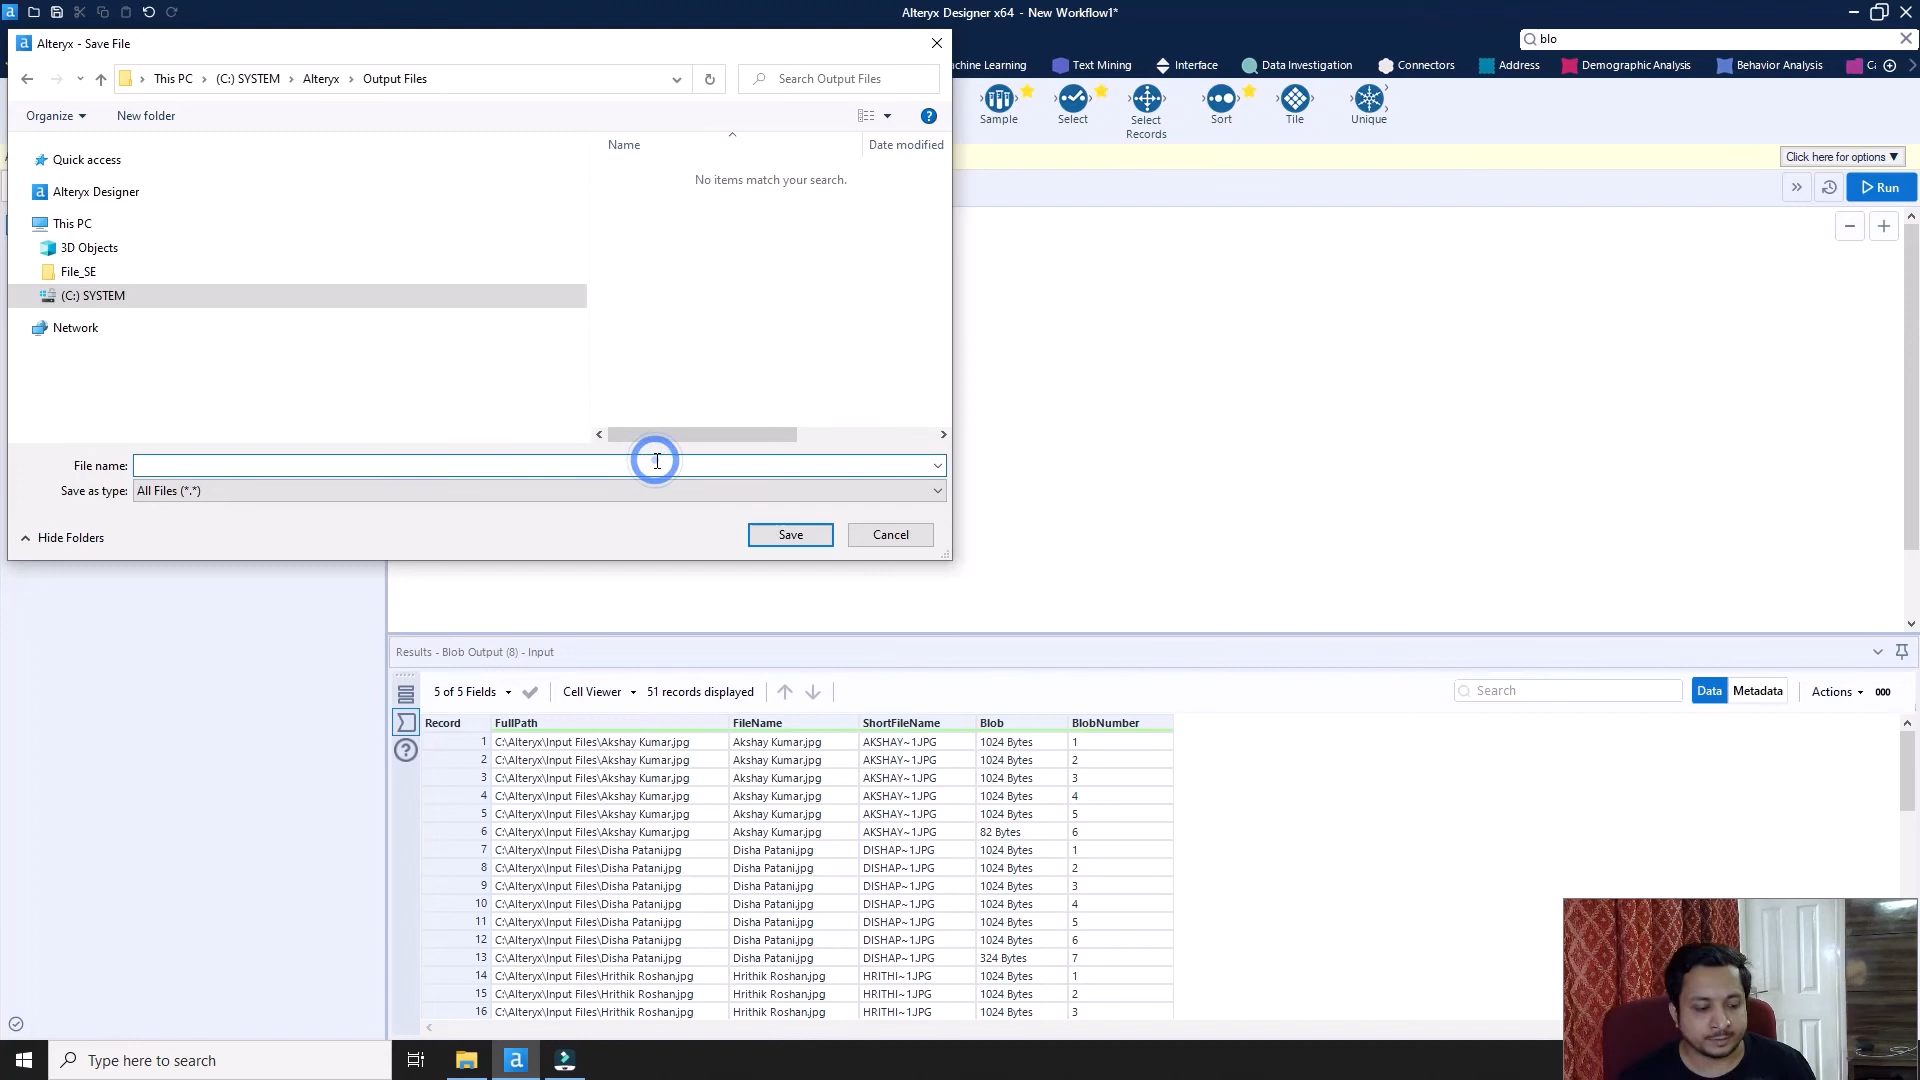 Alteryx Designer x64 - New Workflow1*
Alteryx - Save File
blo
This PC > (C:) SYSTEM > Alteryx > Output Files
Search Output Files
Machine Learning Text Mining Interface Data Investigation Connectors Address Demographic Analysis Behavior Analysis Ca
Organize New folder
Sample Select Select Records Sort Tile Unique
Name Date modified
No items match your search.
Click here for options ▼
Run
Quick access
Alteryx Designer
This PC
3D Objects
File_SE
(C:) SYSTEM
Network
File name:
Save as type: All Files (*.*)
Hide Folders
Save Cancel
Results - Blob Output (8) - Input
5 of 5 Fields Cell Viewer 51 records displayed Search Data Metadata Actions 000
Record FullPath FileName ShortFileName Blob BlobNumber
1 C:\Alteryx\Input Files\Akshay Kumar.jpg Akshay Kumar.jpg AKSHAY~1.JPG 1024 Bytes 1
2 C:\Alteryx\Input Files\Akshay Kumar.jpg Akshay Kumar.jpg AKSHAY~1.JPG 1024 Bytes 2
3 C:\Alteryx\Input Files\Akshay Kumar.jpg Akshay Kumar.jpg AKSHAY~1.JPG 1024 Bytes 3
4 C:\Alteryx\Input Files\Akshay Kumar.jpg Akshay Kumar.jpg AKSHAY~1.JPG 1024 Bytes 4
5 C:\Alteryx\Input Files\Akshay Kumar.jpg Akshay Kumar.jpg AKSHAY~1.JPG 1024 Bytes 5
6 C:\Alteryx\Input Files\Akshay Kumar.jpg Akshay Kumar.jpg AKSHAY~1.JPG 82 Bytes 6
7 C:\Alteryx\Input Files\Disha Patani.jpg Disha Patani.jpg DISHAP~1.JPG 1024 Bytes 1
8 C:\Alteryx\Input Files\Disha Patani.jpg Disha Patani.jpg DISHAP~1.JPG 1024 Bytes 2
9 C:\Alteryx\Input Files\Disha Patani.jpg Disha Patani.jpg DISHAP~1.JPG 1024 Bytes 3
10 C:\Alteryx\Input Files\Disha Patani.jpg Disha Patani.jpg DISHAP~1.JPG 1024 Bytes 4
11 C:\Alteryx\Input Files\Disha Patani.jpg Disha Patani.jpg DISHAP~1.JPG 1024 Bytes 5
12 C:\Alteryx\Input Files\Disha Patani.jpg Disha Patani.jpg DISHAP~1.JPG 1024 Bytes 6
13 C:\Alteryx\Input Files\Disha Patani.jpg Disha Patani.jpg DISHAP~1.JPG 324 Bytes 7
14 C:\Alteryx\Input Files\Hrithik Roshan.jpg Hrithik Roshan.jpg HRITHI~1.JPG 1024 Bytes 1
15 C:\Alteryx\Input Files\Hrithik Roshan.jpg Hrithik Roshan.jpg HRITHI~1.JPG 1024 Bytes 2
16 C:\Alteryx\Input Files\Hrithik Roshan.jpg Hrithik Roshan.jpg HRITHI~1.JPG 1024 Bytes 3
Type here to search